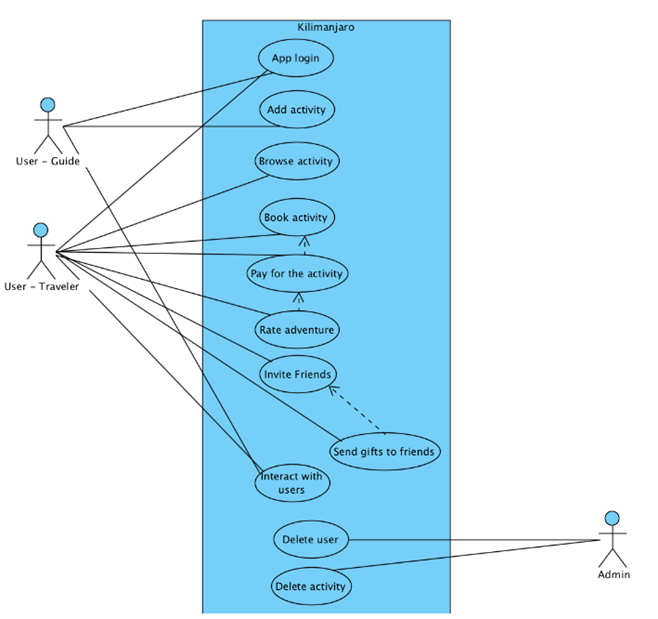 Kilimanjaro
App login
Add activity
User - Guide
Browse activity
Book activity
Pay for the activity
User - Traveler
Rate adventure
Invite Friends
Send gifts to friends
Interact with
users
Delete user
Admin
Delete activity